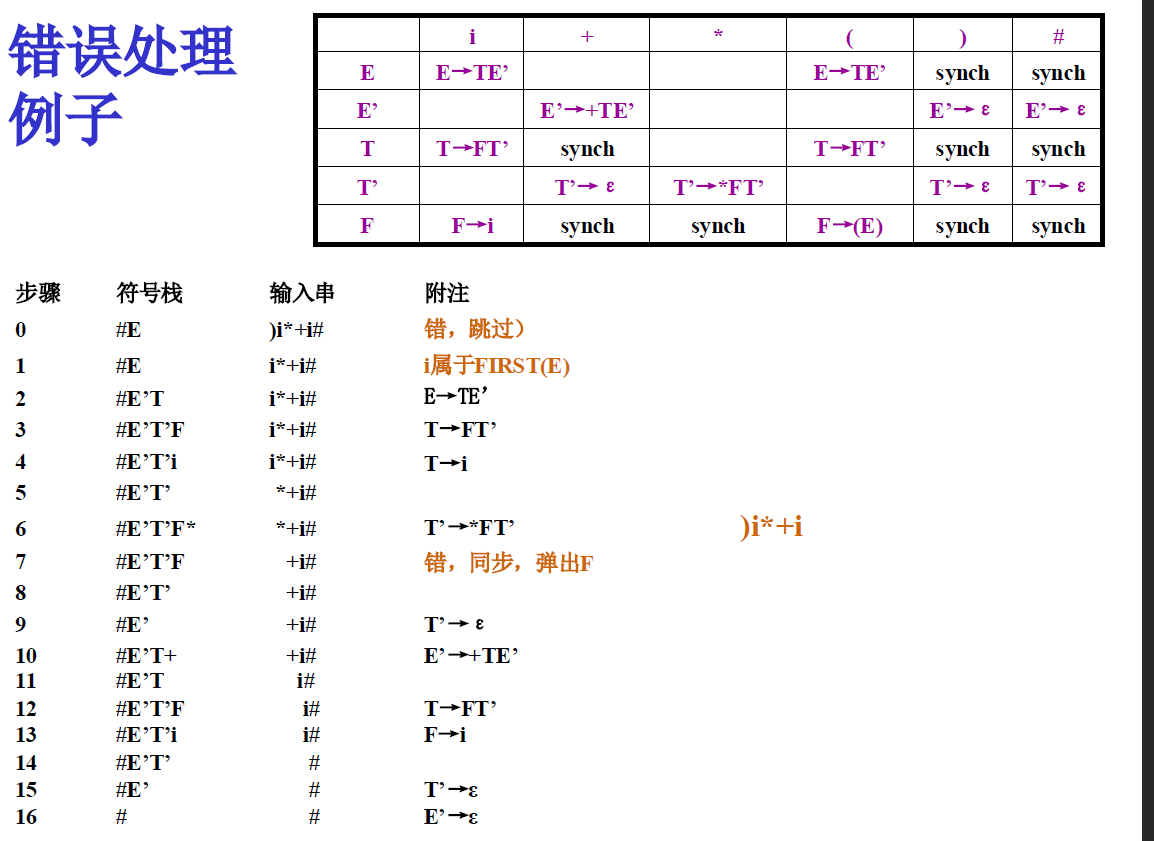 错误处理
例子
i + * ( ) #
E E→TE’ E→TE’ synch synch
E’ E’→+TE’ E’→ε E’→ε
T T→FT’ synch T→FT’ synch synch
T’ T’→ε T’→*FT’ T’→ε T’→ε
F F→i synch synch F→(E) synch synch
步骤 符号栈 输入串 附注
0 #E )i*+i# 错，跳过）
1 #E i*+i# i属于FIRST(E)
2 #E’T i*+i# E→TE’
3 #E’T’F i*+i# T→FT’
4 #E’T’i i*+i# T→i
5 #E’T’ *+i#
6 #E’T’F* *+i# T’→*FT’ )i*+i
7 #E’T’F +i# 错，同步，弹出F
8 #E’T’ +i#
9 #E’ +i# T’→ε
10 #E’T+ +i# E’→+TE’
11 #E’T i#
12 #E’T’F i# T→FT’
13 #E’T’i i# F→i
14 #E’T’ #
15 #E’ # T’→ε
16 # # E’→ε